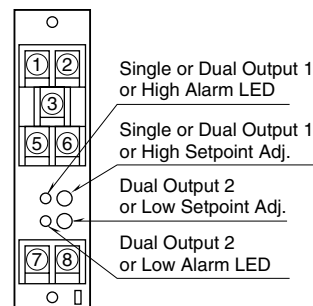 1 2
3
5 6
7 8
Single or Dual Output 1
or High Alarm LED
Single or Dual Output 1
or High Setpoint Adj.
Dual Output 2
or Low Setpoint Adj.
Dual Output 2
or Low Alarm LED